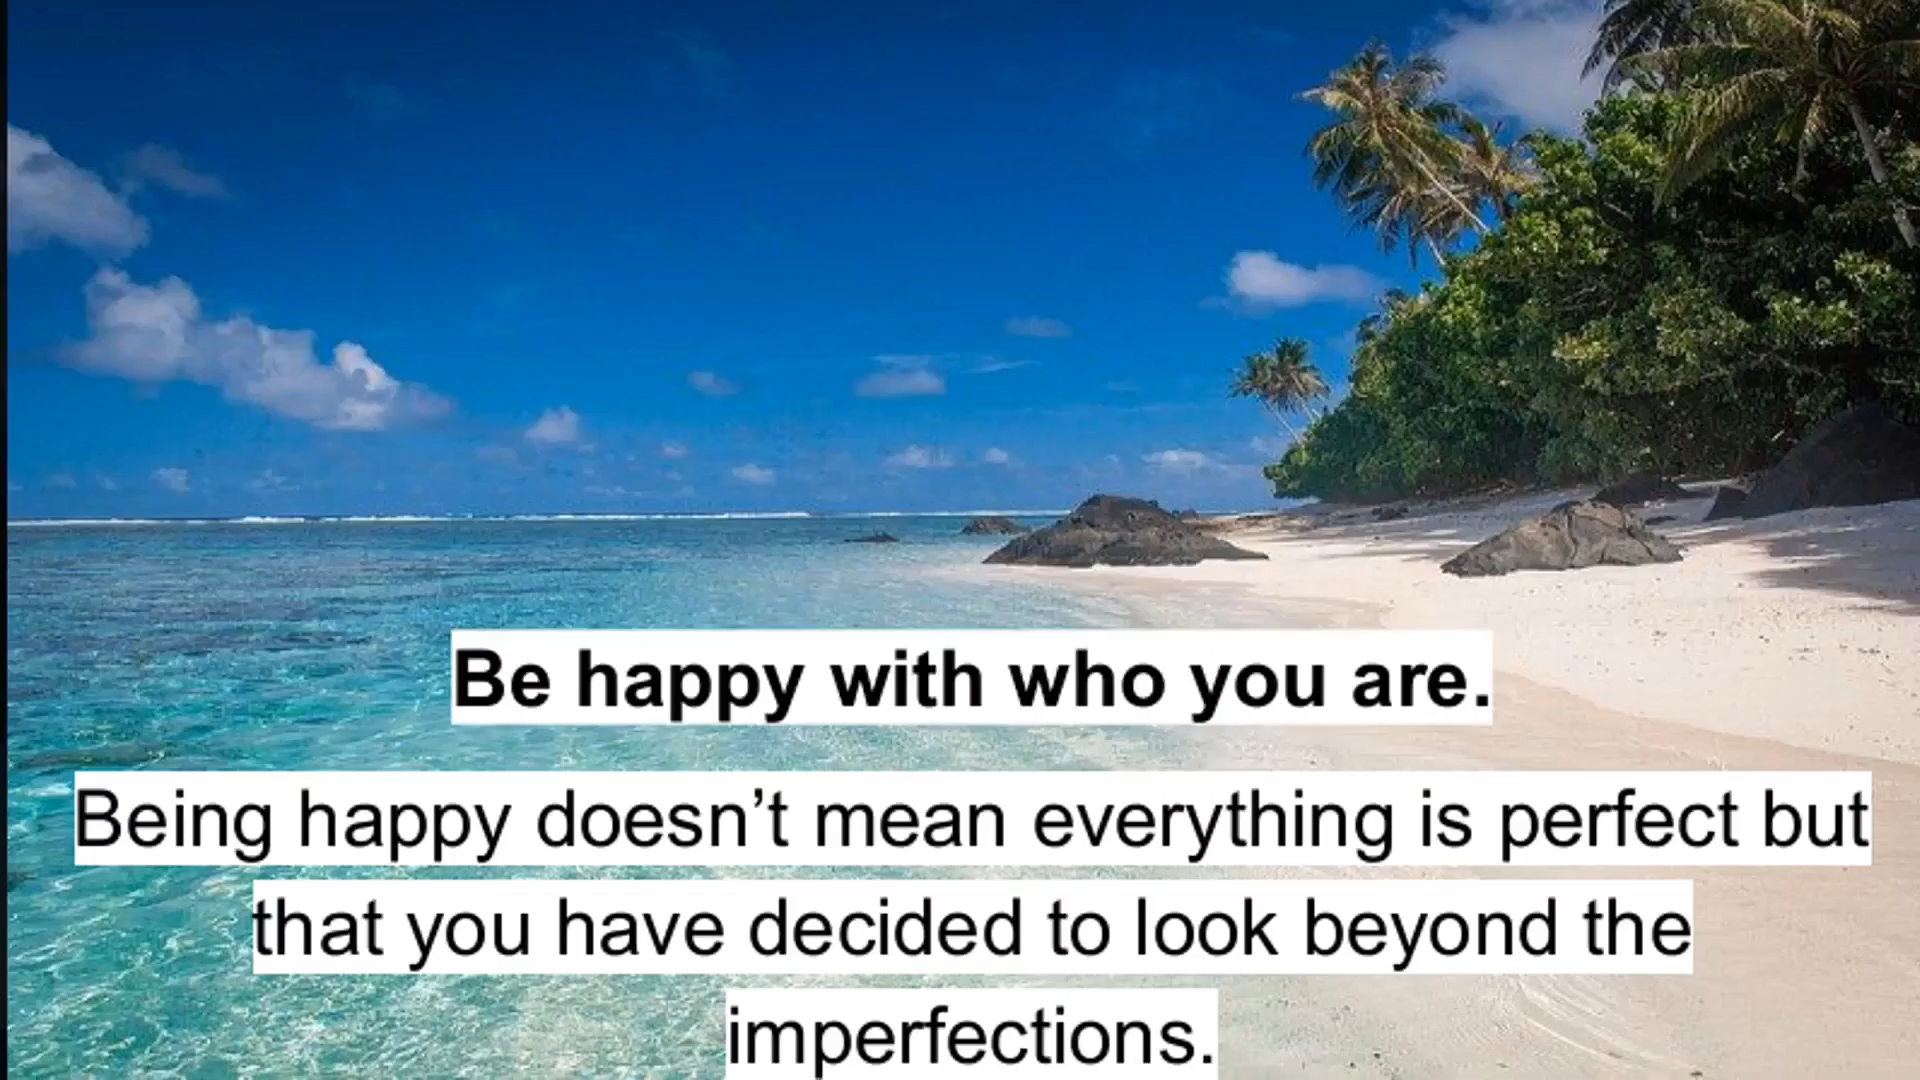 Be happy with who you are.
Being happy doesn’t mean everything is perfect but
that you have decided to look beyond the
imperfections.